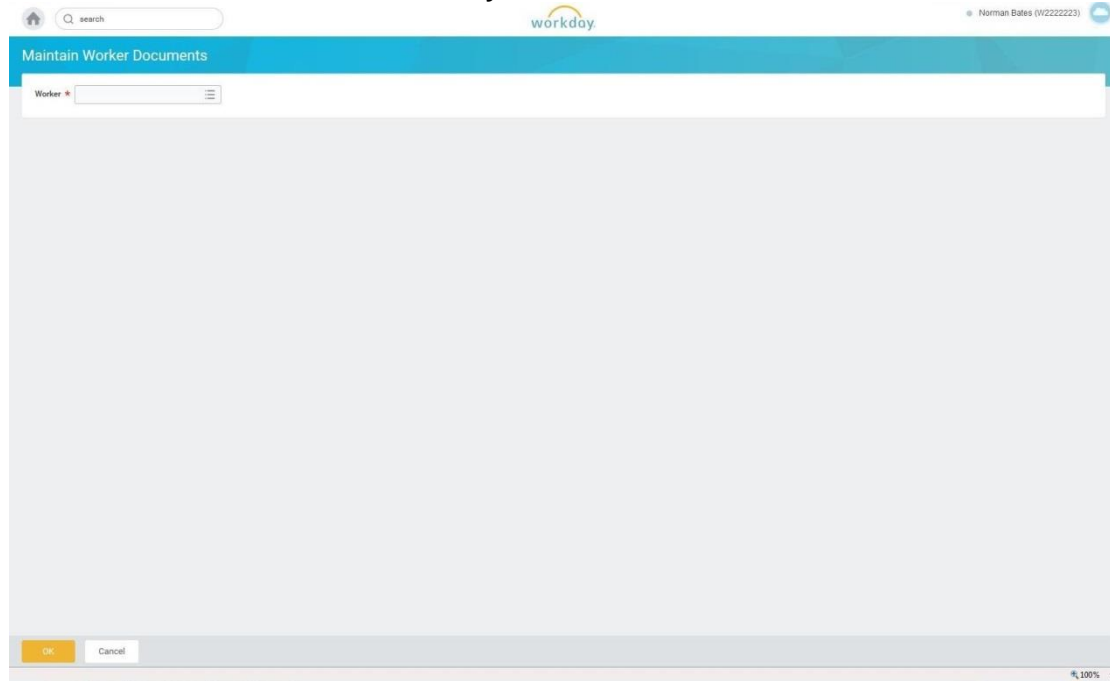 search
workday.
Norman Bates (W2222223)
Maintain Worker Documents
Worker *
OK
Cancel
100%